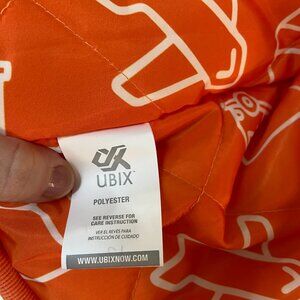 UBIX
POLYESTER
SEE REVERSE FOR
CARE INSTRUCTION
VER EL REVÉS PARA
INSTRUCCIÓN DE CUIDADO
WWW.UBIXNOW.COM